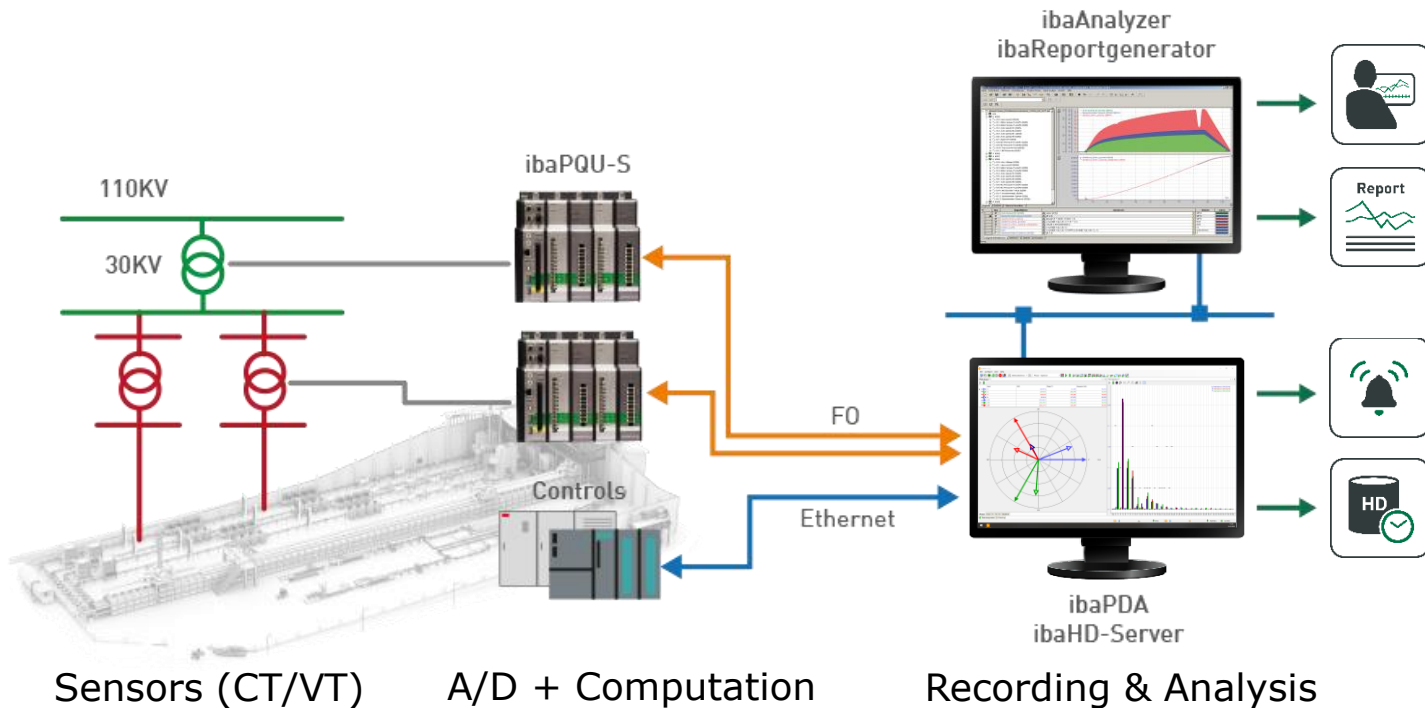 ibaAnalyzer
ibaReportgenerator
ibaPQU-S
110KV
30KV
Report
FO
Controls
Ethernet
HD
ibaPDA
ibaHD-Server
Sensors (CT/VT)
A/D + Computation
Recording & Analysis